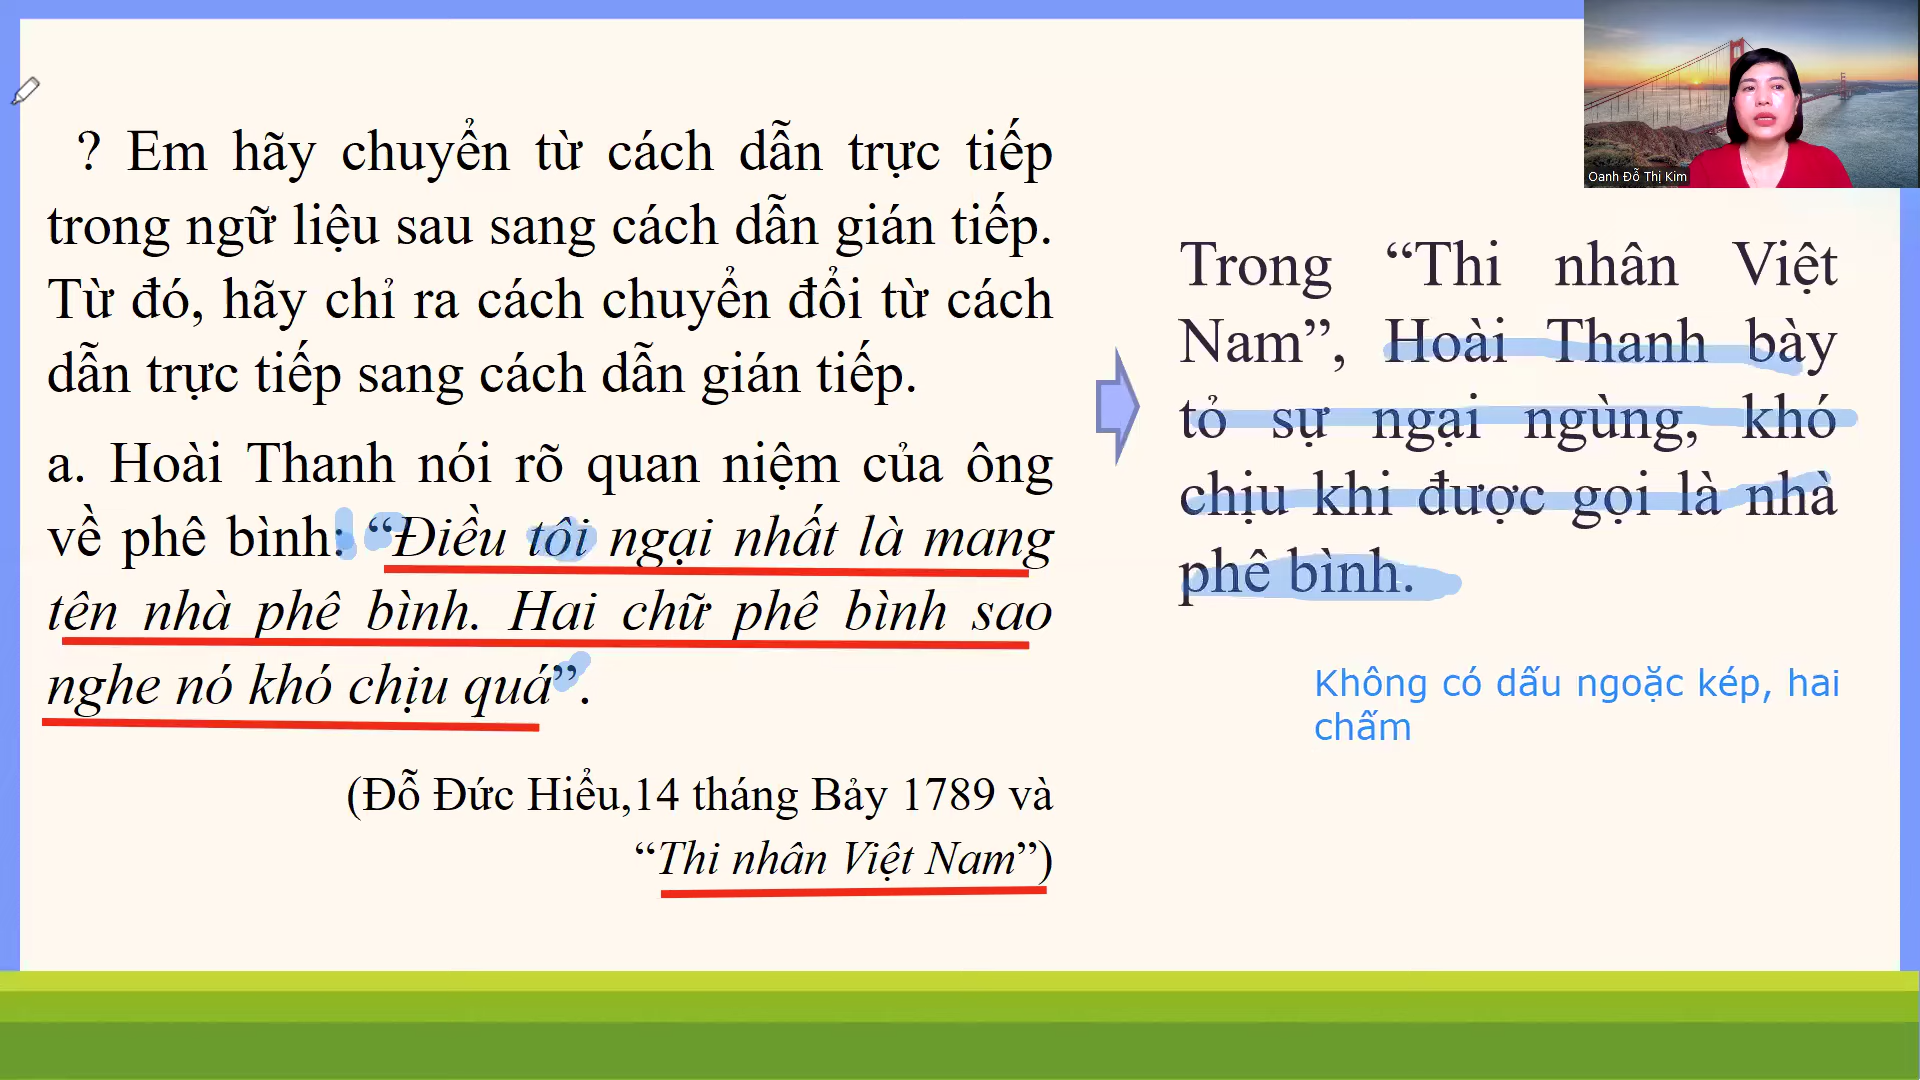 ? Em hãy chuyển từ cách dẫn trực tiếp
trong ngữ liệu sau sang cách dẫn gián tiếp.
Từ đó, hãy chỉ ra cách chuyển đổi từ cách
dẫn trực tiếp sang cách dẫn gián tiếp.
a. Hoài Thanh nói rõ quan niệm của ông
về phê bình: “Điều tôi ngại nhất là mang
tên nhà phê bình. Hai chữ phê bình sao
nghe nó khó chịu quá”.
(Đỗ Đức Hiểu,14 tháng Bảy 1789 và
“Thi nhân Việt Nam”)
Trong “Thi nhân Việt
Nam”, Hoài Thanh bày
tỏ sự ngại ngùng, khó
chịu khi được gọi là nhà
phê bình.
Không có dấu ngoặc kép, hai
chấm
Oanh Đỗ Thị Kim